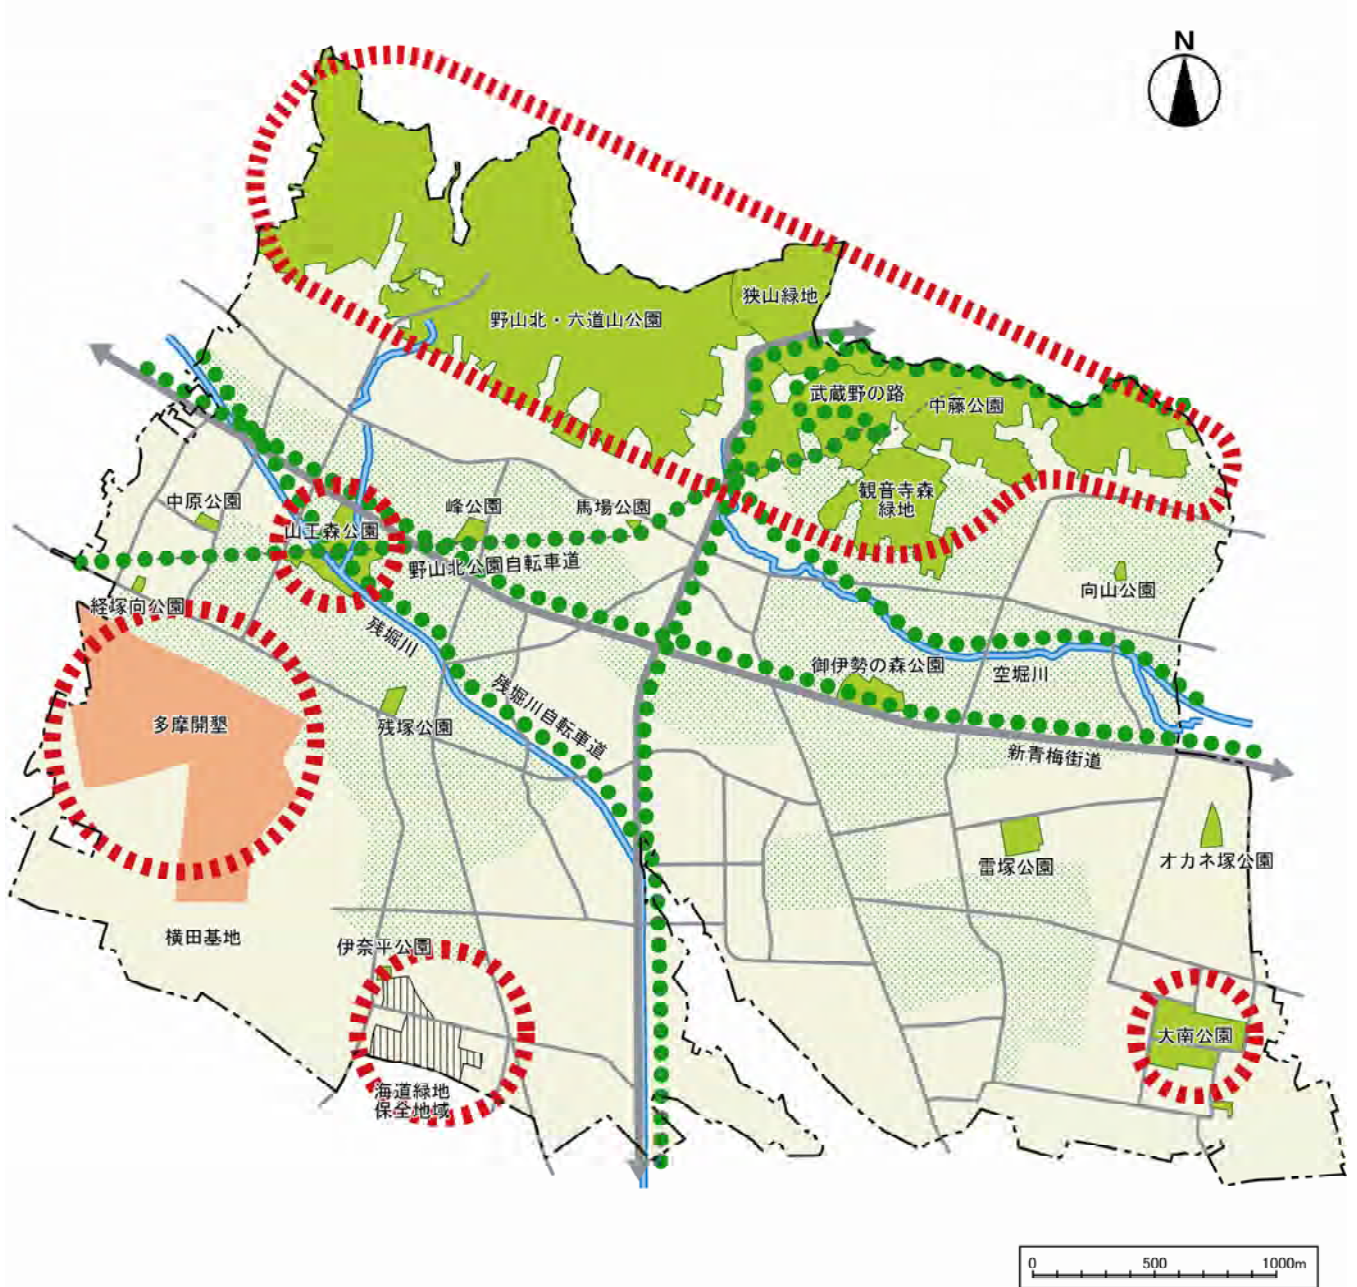 N
狭山緑地
野山北・六道山公園
武蔵野の路
中藤公園
観音寺森
緑地
中原公園
山王森公園
峰公園
馬場公園
野山北公園自転車道
向山公園
経塚向公園
残堀川
御伊勢の森公園
空堀川
多摩開墾
残塚公園
残堀川自転車道
新青梅街道
雷塚公園
オカネ塚公園
横田基地
伊奈平公園
大南公園
海道緑地
保全地域
0 500 1000m